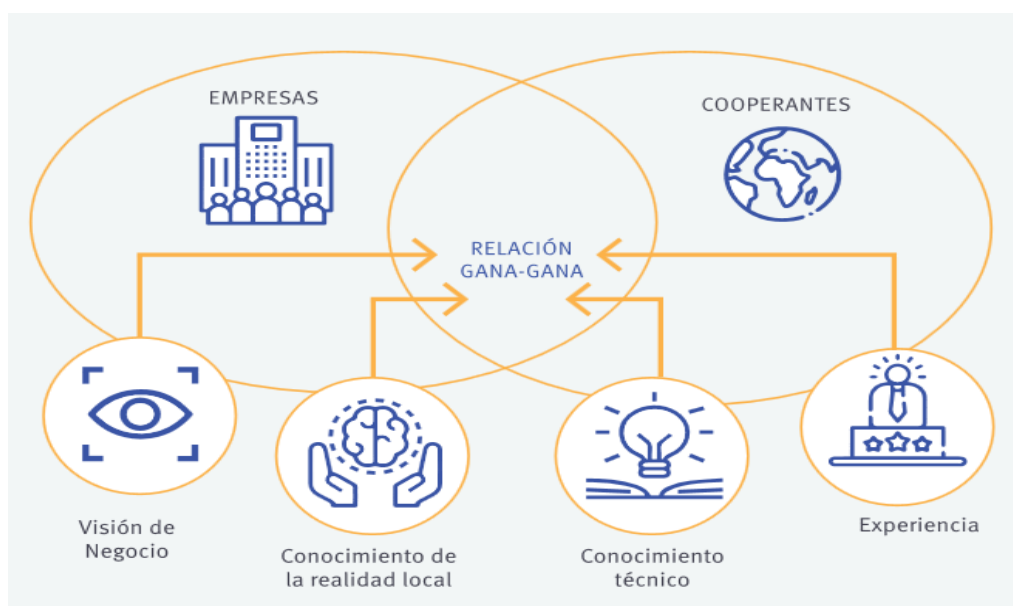 EMPRESAS
COOPERANTES
RELACIÓN
GANA-GANA
Visión de
Negocio
Conocimiento de
la realidad local
Conocimiento
técnico
Experiencia